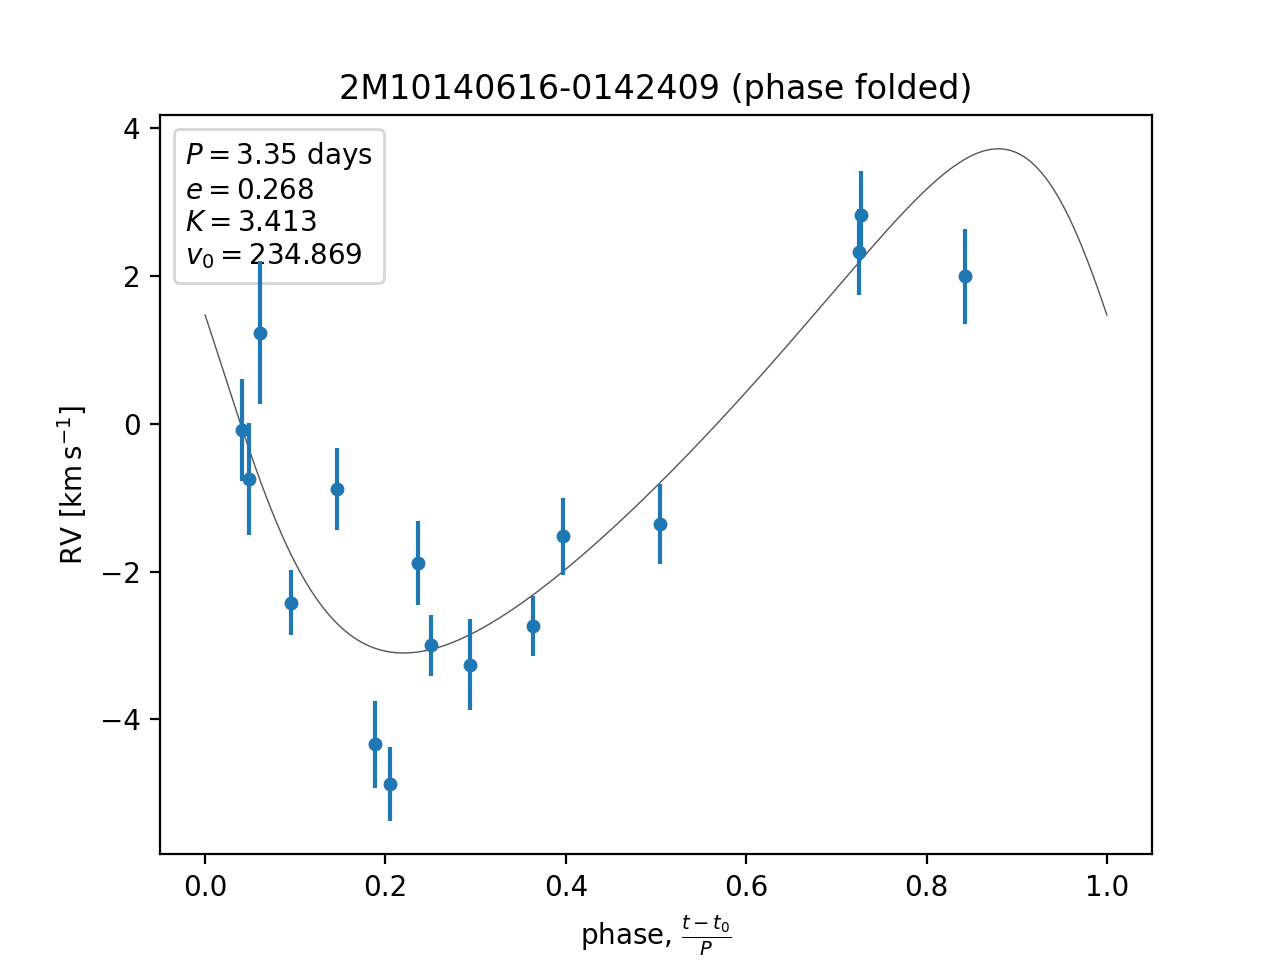 2M10140616-0142409 (phase folded)
P = 3.35 days
e = 0.268
K = 3.413
v₀ = 234.869
4
2
0
−2
−4
RV [km s⁻¹]
0.0 0.2 0.4 0.6 0.8 1.0
phase, (t − t₀)/P